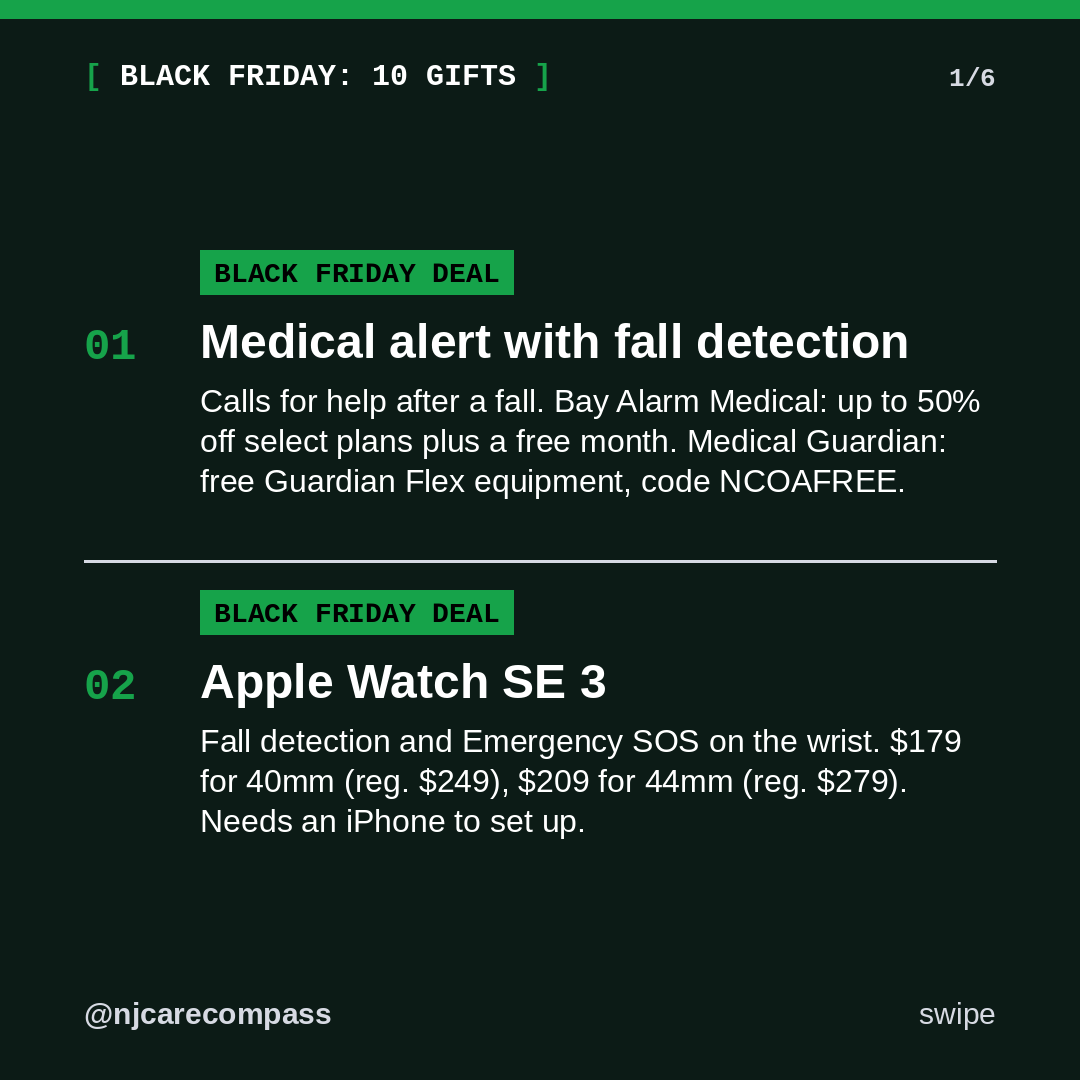 [ BLACK FRIDAY: 10 GIFTS ]
1/6
BLACK FRIDAY DEAL
01
Medical alert with fall detection
Calls for help after a fall. Bay Alarm Medical: up to 50%
off select plans plus a free month. Medical Guardian:
free Guardian Flex equipment, code NCOAFREE.
BLACK FRIDAY DEAL
02
Apple Watch SE 3
Fall detection and Emergency SOS on the wrist. $179
for 40mm (reg. $249), $209 for 44mm (reg. $279).
Needs an iPhone to set up.
@njcarecompass
swipe